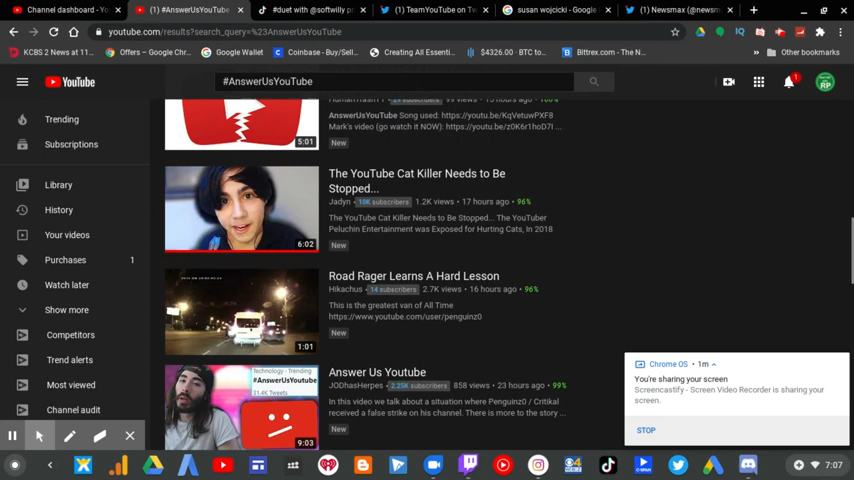 Channel dashboard - You
(1) #AnswerUsYouTube
#duet with @softwilly p
(1) TeamYouTube on Tw
susan wojcicki - Google
(1) Newsmax (@newsm
youtube.com/results?search_query=%23AnswerUsYouTube
KCBS 2 News at 11...
Offers – Google Chr...
Google Wallet
Coinbase - Buy/Sell...
Creating All Essenti...
$4326.00 · BTC to...
Bittrex.com - The N...
Other bookmarks
YouTube
#AnswerUsYouTube
1
RP
Trending
Subscriptions
Library
History
Your videos
Purchases 1
Watch later
Show more
Competitors
Trend alerts
Most viewed
Channel audit
5:01
AnswerUsYouTube Song used: https://youtu.be/KqVetuwPXF8
Mark's video (go watch it NOW): https://youtu.be/z0K6r1hoD7I ...
New
6:02
The YouTube Cat Killer Needs to Be
Stopped...
Jadyn • 10K subscribers 1.2K views • 17 hours ago • 96%
The YouTube Cat Killer Needs to Be Stopped... The YouTuber
Peluchin Entertainment was Exposed for Hurting Cats, In 2018
New
1:01
Road Rager Learns A Hard Lesson
Hikachus • 14 subscribers 2.7K views • 16 hours ago • 96%
This is the greatest van of All Time
https://www.youtube.com/user/penguinz0
New
Technology · Trending
#AnswerUsYoutube
31.4K Tweets
9:03
Answer Us Youtube
JODhasHerpes • 2.25K subscribers 858 views • 23 hours ago • 99%
In this video we talk about a situation where Penguinz0 / Critikal
received a false strike on his channel. There is more to the story ...
New
Chrome OS • 1m
You're sharing your screen
Screencastify - Screen Video Recorder is sharing your
screen.
STOP
7:07